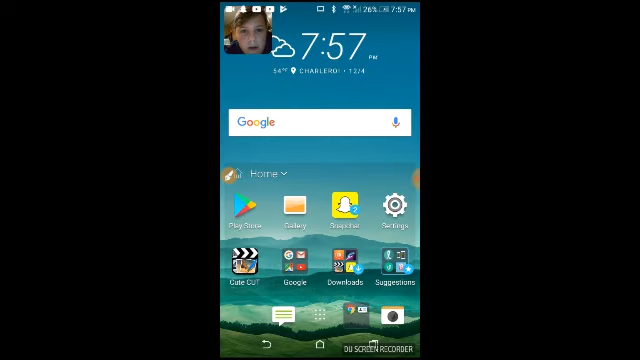 26% 7:57 PM
7:57 PM
54°F CHARLEROI • 12/4
Google
Home
Play Store Gallery Snapchat Settings
2
Cute CUT Google Downloads Suggestions
DU SCREEN RECORDER